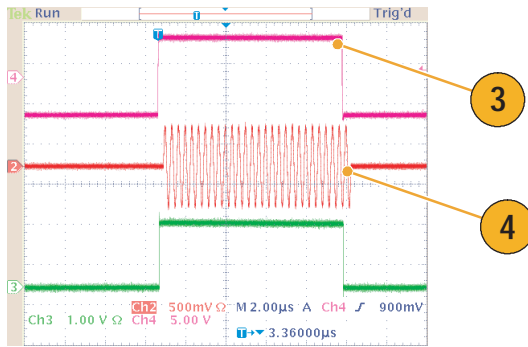 Tek Run Trig'd
T
T
4
3
2
4
3
Ch2 500mV Ω M 2.00µs A Ch4 ʃ 900mV
Ch3 1.00 V Ω Ch4 5.00 V
T→▼ 3.36000µs